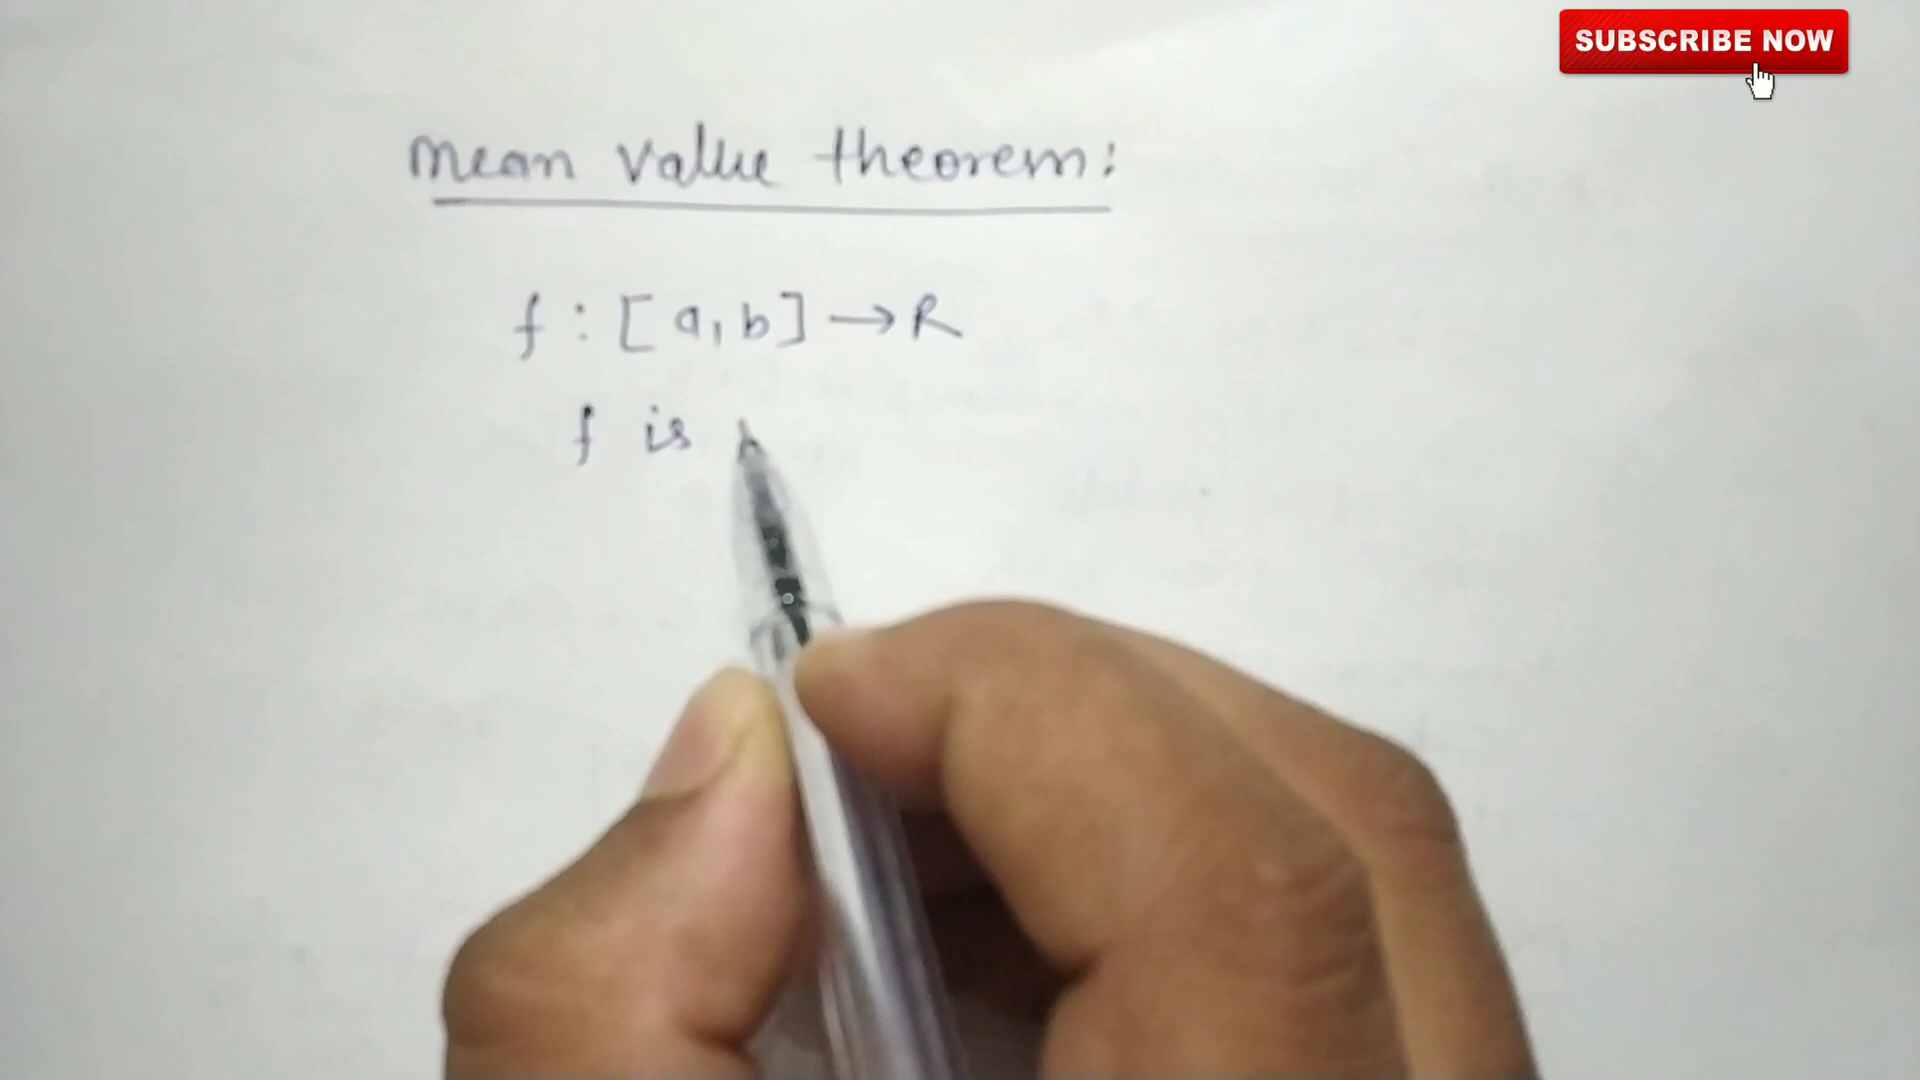 SUBSCRIBE NOW
Mean value theorem:
f : [a, b] → R
f is